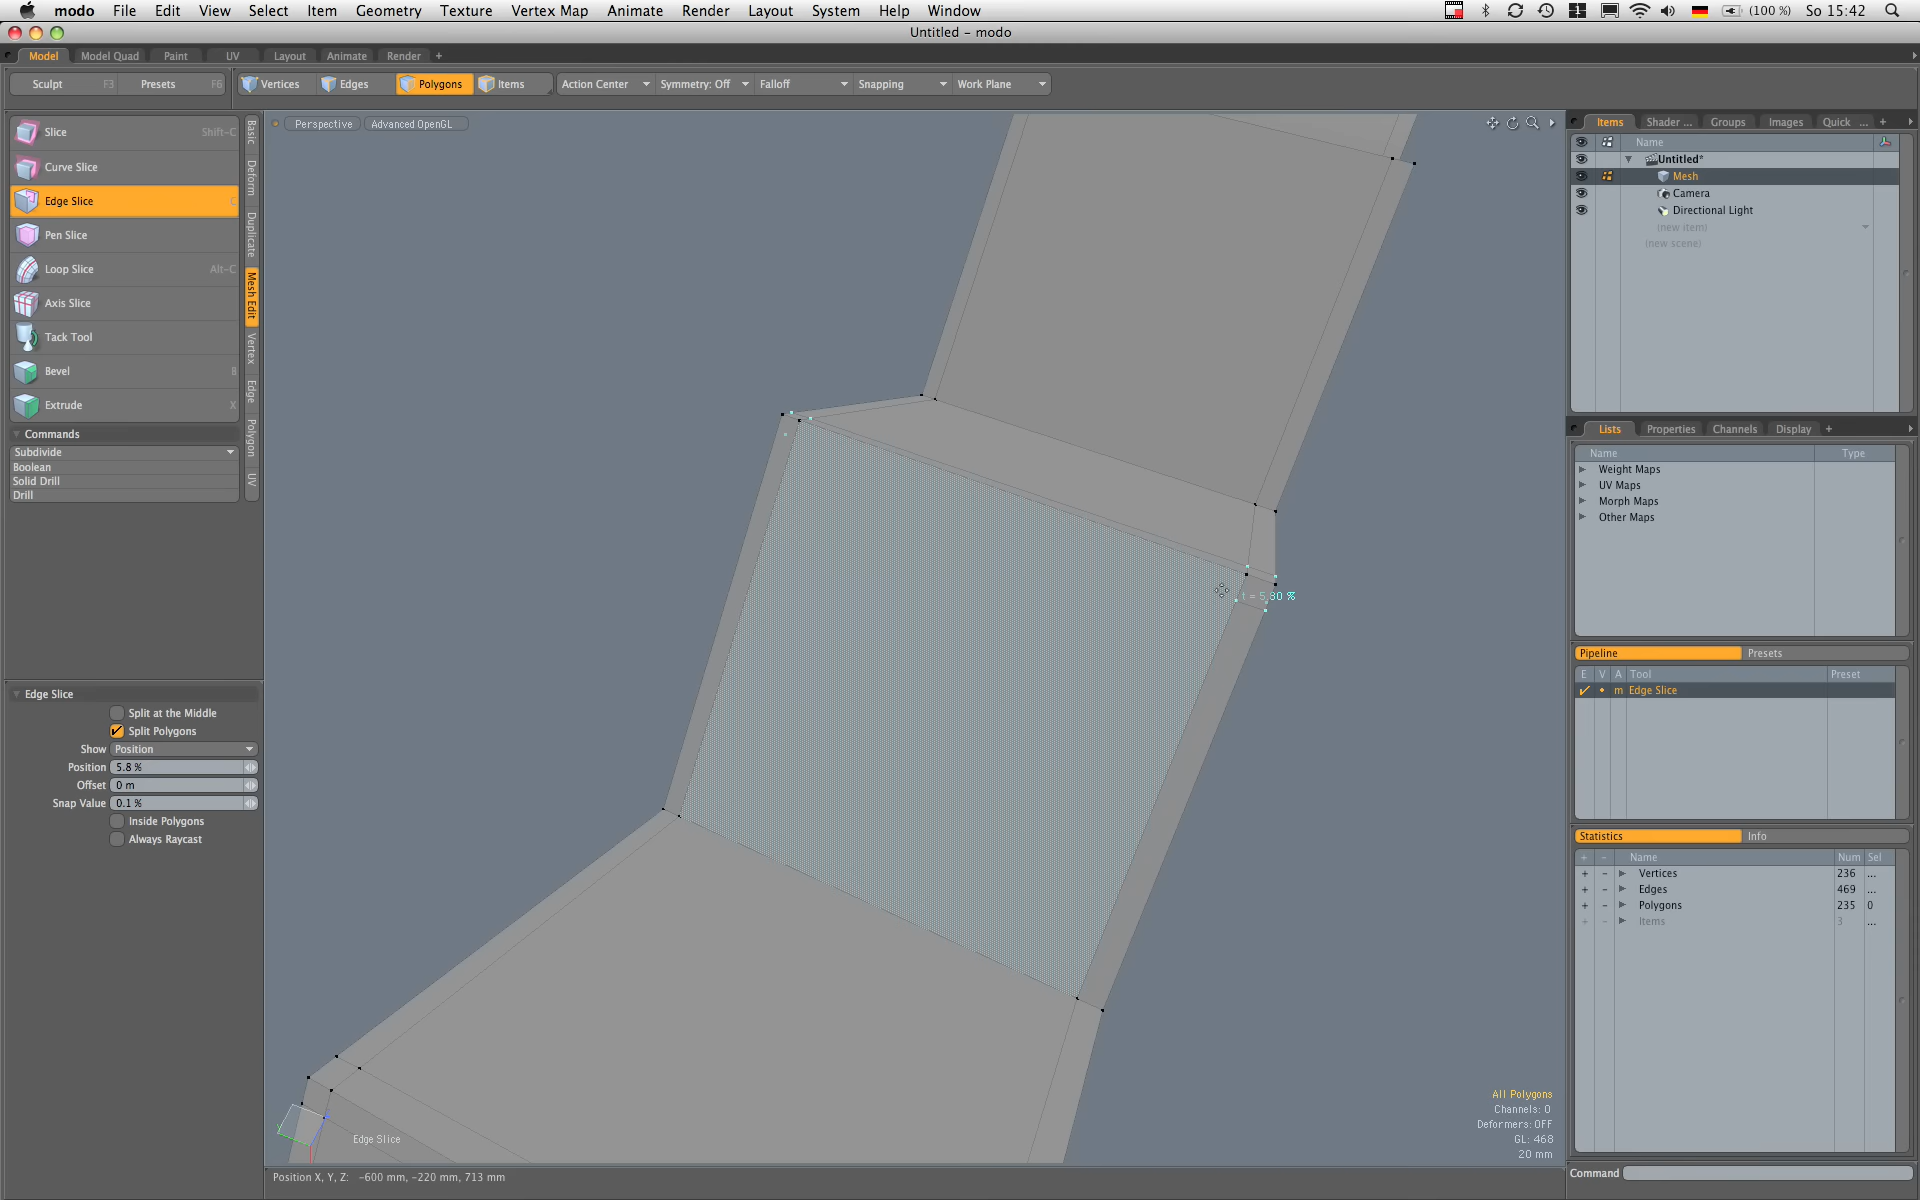 modo File Edit View Select Item Geometry Texture Vertex Map Animate Render Layout System Help Window (100 %) So 15:42
Untitled – modo
Model Model Quad Paint UV Layout Animate Render +
Sculpt F3 Presets F6 Vertices Edges Polygons Items Action Center Symmetry: Off Falloff Snapping Work Plane
Slice Shift-C
Curve Slice
Edge Slice C
Pen Slice
Loop Slice Alt-C
Axis Slice
Tack Tool
Bevel B
Extrude X
Commands
Subdivide
Boolean
Solid Drill
Drill
Basic
Deform
Duplicate
Mesh Edit
Vertex
Edge
Polygon
UV
Edge Slice
Split at the Middle
Split Polygons
Show Position
Position 5.8 %
Offset 0 m
Snap Value 0.1 %
Inside Polygons
Always Raycast
Perspective Advanced OpenGL
t = 5.80 %
Edge Slice
All Polygons
Channels: 0
Deformers: OFF
GL: 468
20 mm
Position X, Y, Z: -600 mm, -220 mm, 713 mm
Items Shader ... Groups Images Quick ... +
Name
Untitled*
Mesh
Camera
Directional Light
(new item)
(new scene)
Lists Properties Channels Display +
Name Type
Weight Maps
UV Maps
Morph Maps
Other Maps
Pipeline Presets
E V A Tool Preset
m Edge Slice
Statistics Info
+ - Name Num Sel
+ - Vertices 236 ...
+ - Edges 469 ...
+ - Polygons 235 0
+ - Items 3 ...
Command